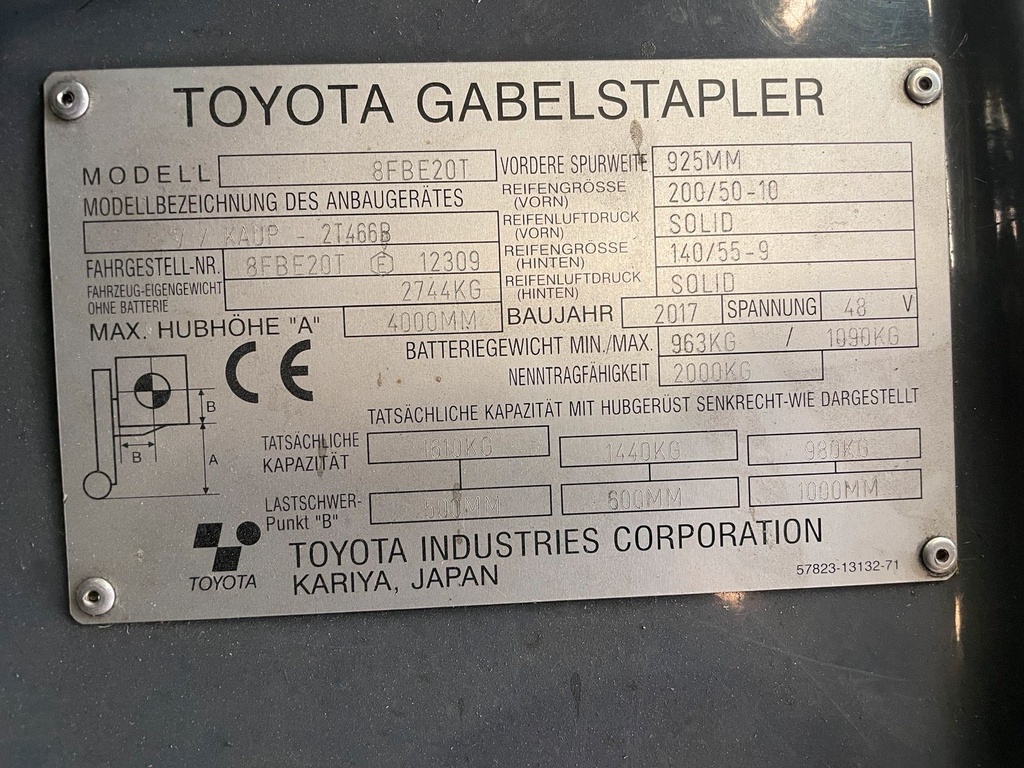 TOYOTA GABELSTAPLER
MODELL 8FBE20T
VORDERE SPURWEITE 925MM
MODELLBEZEICHNUNG DES ANBAUGERÄTES
REIFENGRÖSSE (VORN) 200/50-10
KAUP - 2T466B
REIFENLUFTDRUCK (VORN) SOLID
FAHRGESTELL-NR. 8FBE20T E 12309
REIFENGRÖSSE (HINTEN) 140/55-9
FAHRZEUG-EIGENGEWICHT OHNE BATTERIE 2744KG
REIFENLUFTDRUCK (HINTEN) SOLID
MAX. HUBHÖHE "A" 4000MM
BAUJAHR 2017 SPANNUNG 48 V
CE
BATTERIEGEWICHT MIN./MAX. 963KG / 1090KG
NENNTRAGFÄHIGKEIT 2000KG
TATSÄCHLICHE KAPAZITÄT MIT HUBGERÜST SENKRECHT-WIE DARGESTELLT
B
B
A
TATSÄCHLICHE KAPAZITÄT 1610KG 1440KG 980KG
LASTSCHWER-
Punkt "B" 500MM 600MM 1000MM
TOYOTA
TOYOTA INDUSTRIES CORPORATION
KARIYA, JAPAN
57823-13132-71